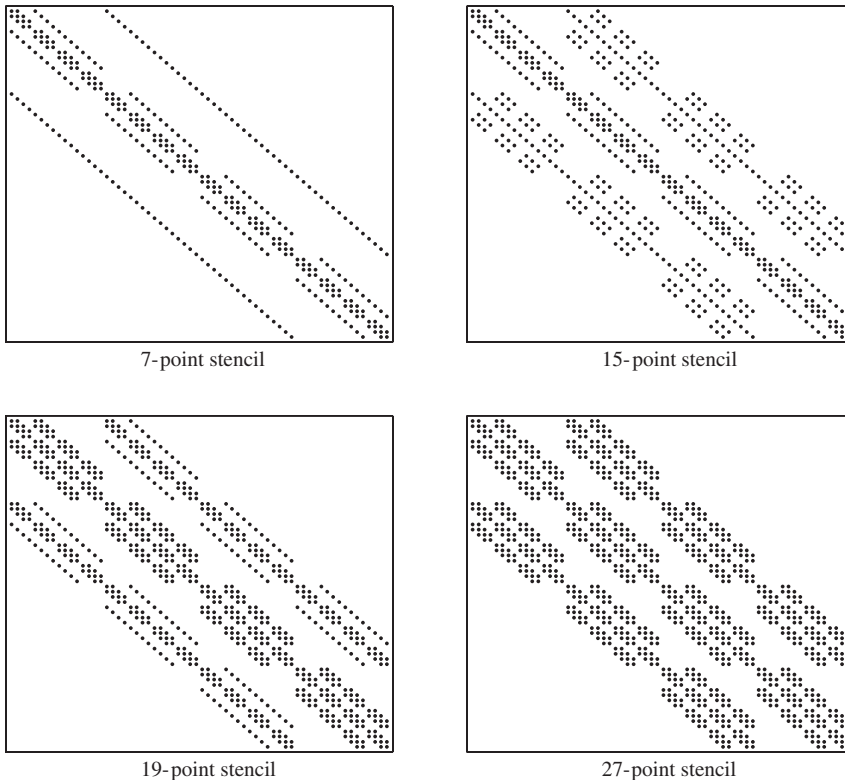 7-point stencil
15-point stencil
19-point stencil
27-point stencil